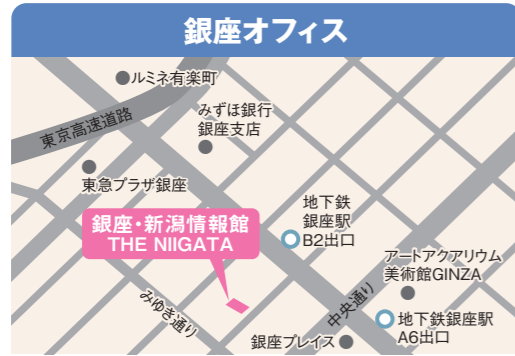 銀座オフィス
ルミネ有楽町
東京高速道路
みずほ銀行
銀座支店
東急プラザ銀座
銀座・新潟情報館
THE NIIGATA
地下鉄
銀座駅
B2出口
アートアクアリウム
美術館GINZA
みゆき通り
中央通り
地下鉄銀座駅
A6出口
銀座プレイス